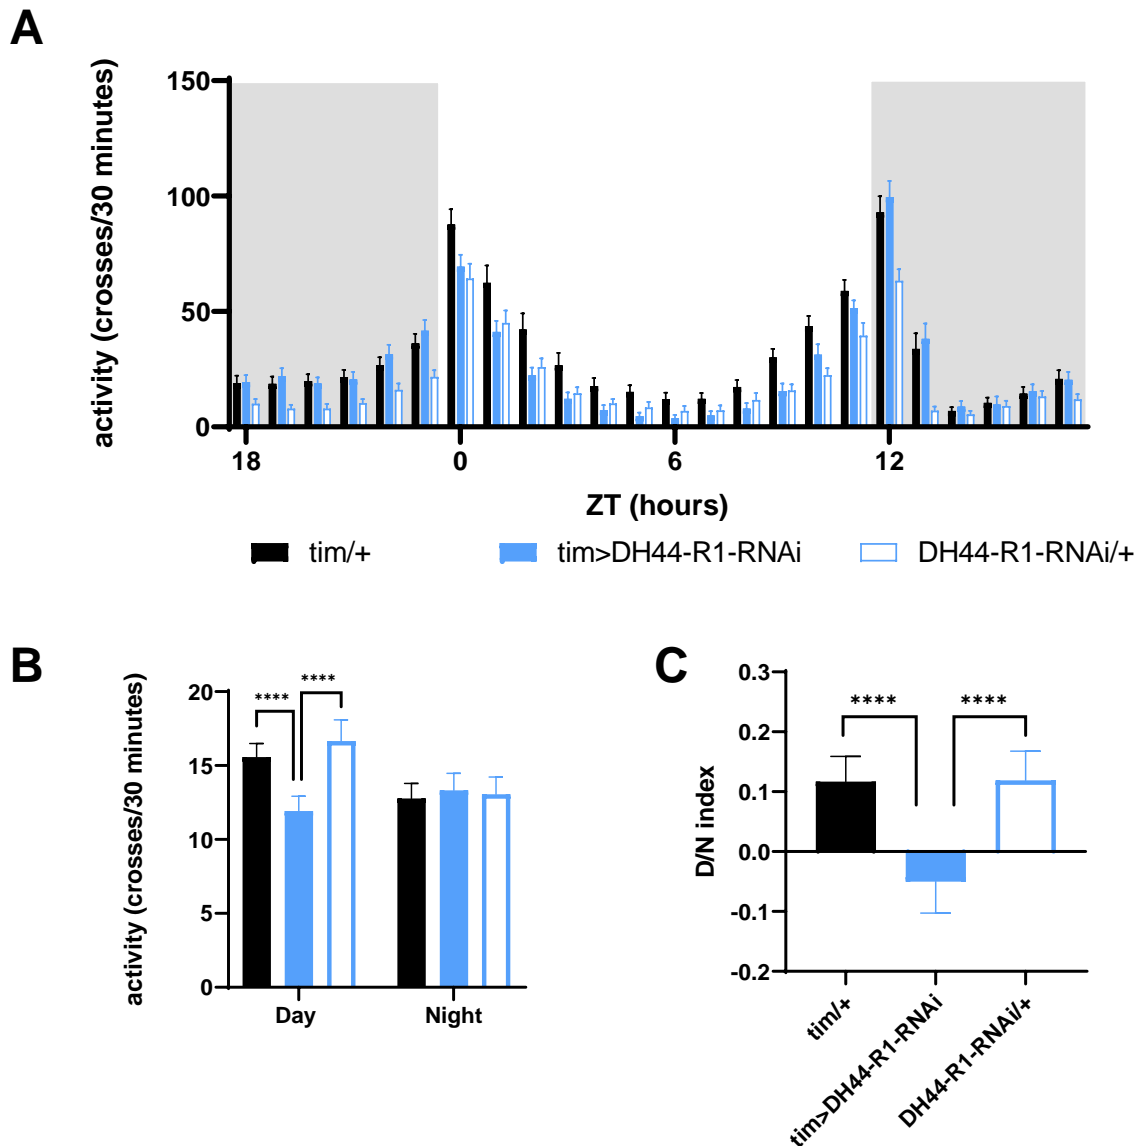 A
activity (crosses/30 minutes)
150
100
50
0
18
0
6
12
ZT (hours)
tim/+
tim>DH44-R1-RNAi
DH44-R1-RNAi/+
B
activity (crosses/30 minutes)
20
15
10
5
0
****
****
Day
Night
C
D/N index
0.3
0.2
0.1
0.0
-0.1
-0.2
****
****
tim/+
tim>DH44-R1-RNAi
DH44-R1-RNAi/+